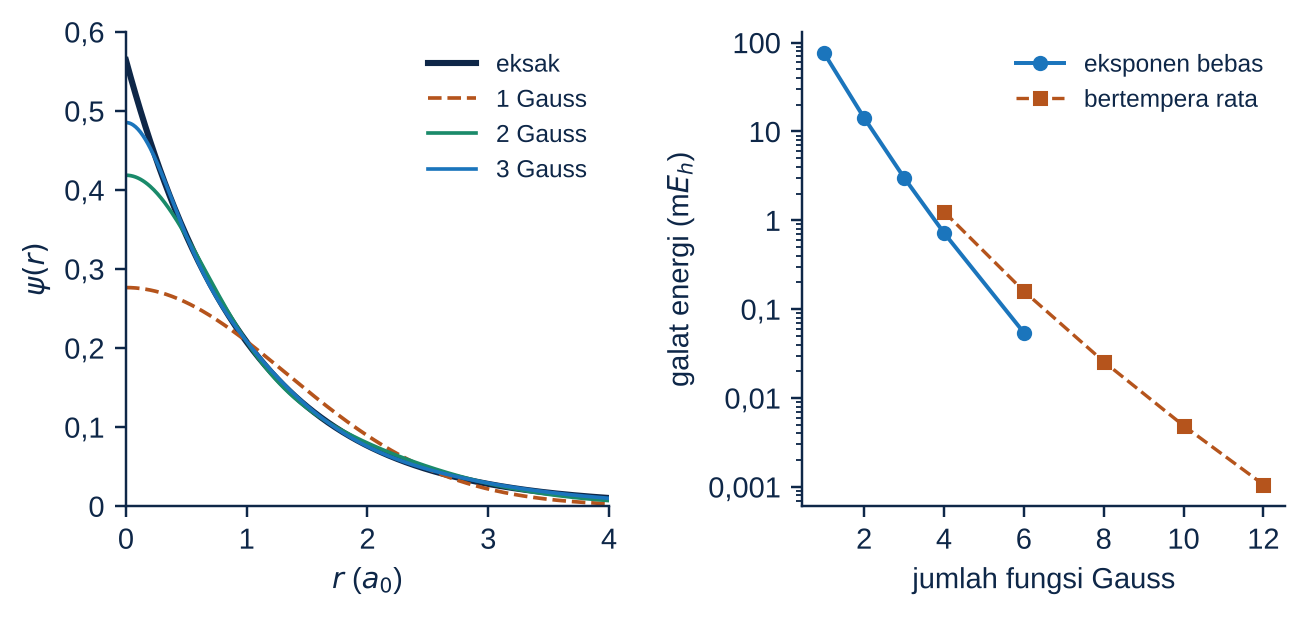 0,6
0,5
0,4
0,3
0,2
0,1
0
ψ(r)
0
1
2
3
4
r (a₀)
eksak
1 Gauss
2 Gauss
3 Gauss
100
10
1
0,1
0,01
0,001
galat energi (mEₕ)
2
4
6
8
10
12
jumlah fungsi Gauss
eksponen bebas
bertempera rata